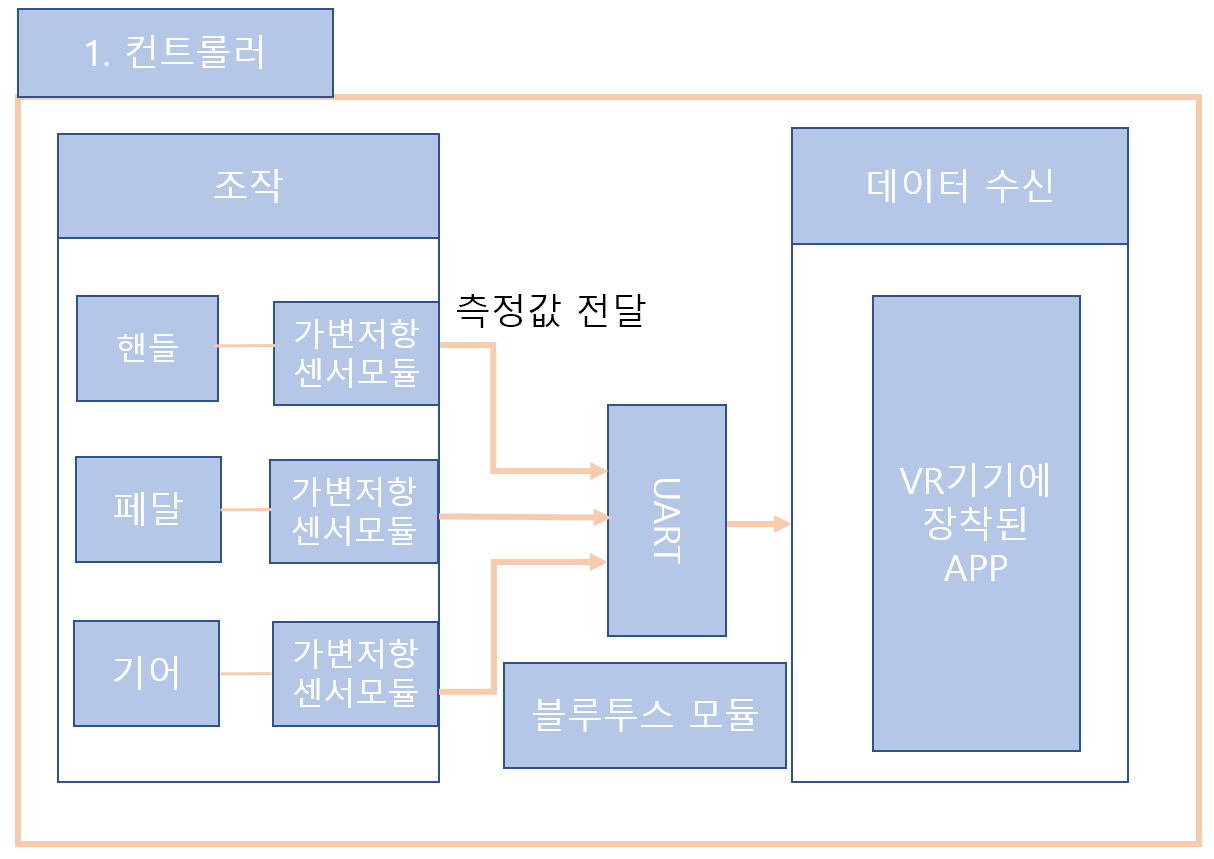 1. 컨트롤러
조작
데이터 수신
측정값 전달
핸들
가변저항
센서모듈
페달
가변저항
센서모듈
기어
가변저항
센서모듈
UART
블루투스 모듈
VR기기에
장착된
APP